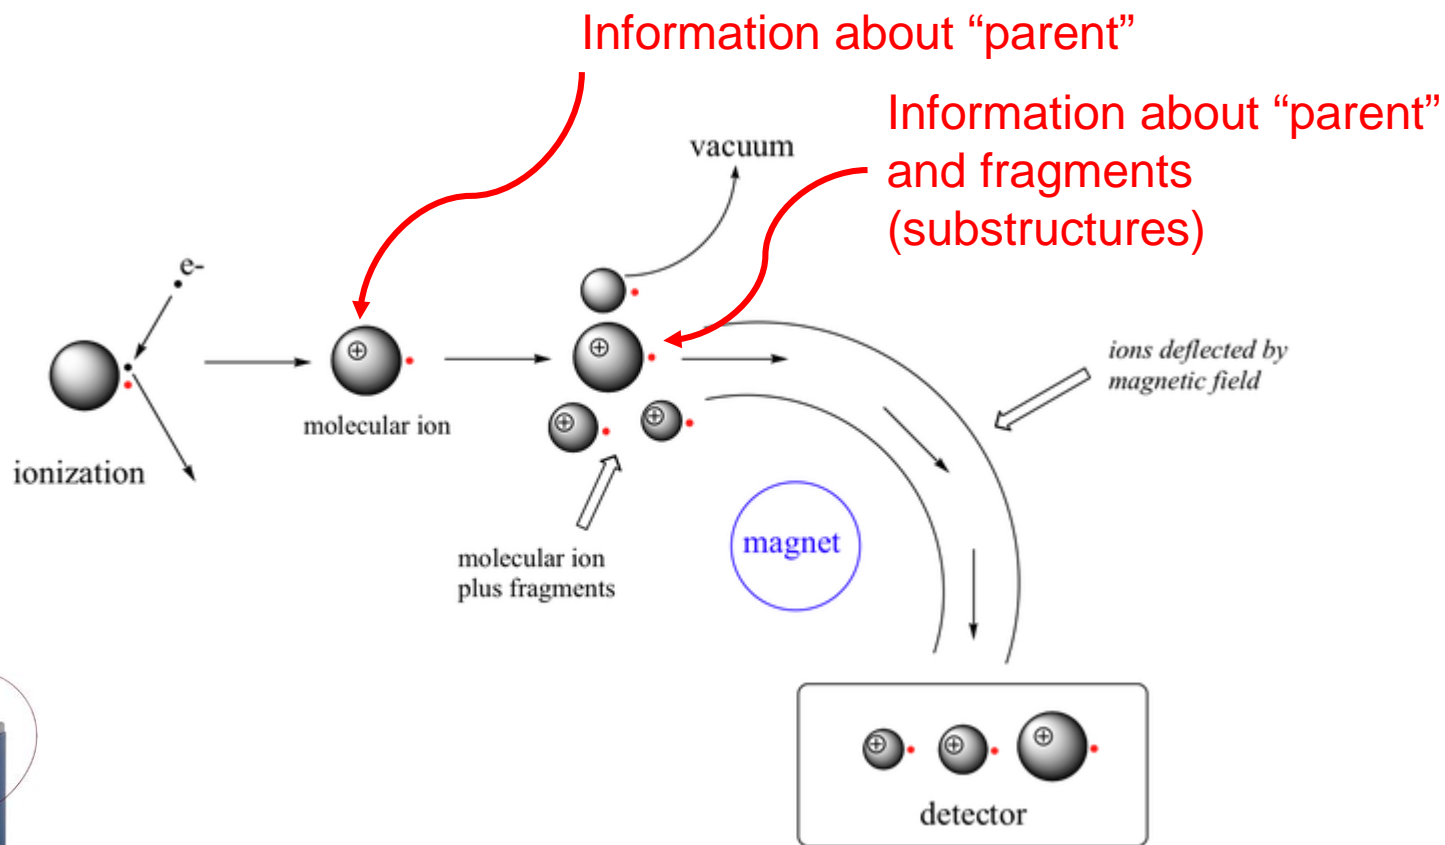 Information about “parent”
Information about “parent”
and fragments
(substructures)
vacuum
e-
ions deflected by
magnetic field
molecular ion
ionization
magnet
molecular ion
plus fragments
detector